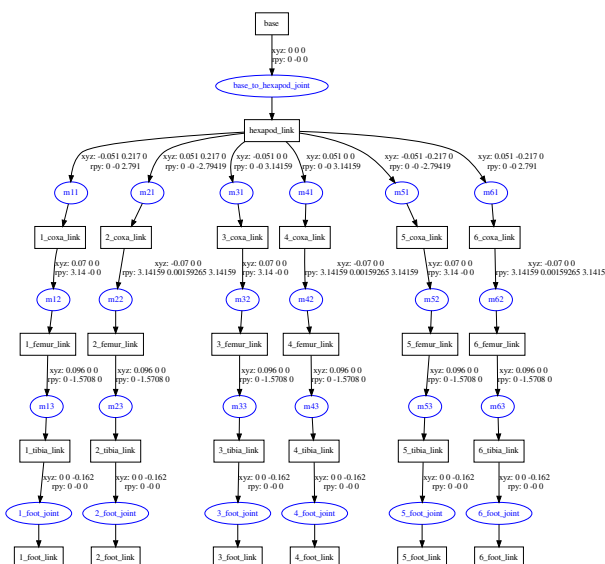 base
xyz: 0 0 0
rpy: 0 -0 0
base_to_hexapod_joint
hexapod_link
xyz: -0.051 0.217 0
rpy: 0 -0 2.791
xyz: 0.051 0.217 0
rpy: 0 -0 -2.79419
xyz: -0.051 0 0
rpy: 0 -0 3.14159
xyz: 0.051 0 0
rpy: 0 -0 -3.14159
xyz: -0.051 -0.217 0
rpy: 0 -0 -2.79419
xyz: 0.051 -0.217 0
rpy: 0 -0 -2.791
m11
m21
m31
m41
m51
m61
1_coxa_link
2_coxa_link
3_coxa_link
4_coxa_link
5_coxa_link
6_coxa_link
xyz: 0.07 0 0
rpy: 3.14 -0 0
xyz: -0.07 0 0
rpy: 3.14159 0.00159265 3.14159
xyz: 0.07 0 0
rpy: 3.14 -0 0
xyz: -0.07 0 0
rpy: 3.14159 0.00159265 3.14159
xyz: 0.07 0 0
rpy: 3.14 -0 0
xyz: -0.07 0 0
rpy: 3.14159 0.00159265 3.1415
m12
m22
m32
m42
m52
m62
1_femur_link
2_femur_link
3_femur_link
4_femur_link
5_femur_link
6_femur_link
xyz: 0.096 0 0
rpy: 0 -1.5708 0
xyz: 0.096 0 0
rpy: 0 -1.5708 0
xyz: 0.096 0 0
rpy: 0 -1.5708 0
xyz: 0.096 0 0
rpy: 0 -1.5708 0
xyz: 0.096 0 0
rpy: 0 -1.5708 0
xyz: 0.096 0 0
rpy: 0 -1.5708 0
m13
m23
m33
m43
m53
m63
1_tibia_link
2_tibia_link
3_tibia_link
4_tibia_link
5_tibia_link
6_tibia_link
xyz: 0 0 -0.162
rpy: 0 -0 0
xyz: 0 0 -0.162
rpy: 0 -0 0
xyz: 0 0 -0.162
rpy: 0 -0 0
xyz: 0 0 -0.162
rpy: 0 -0 0
xyz: 0 0 -0.162
rpy: 0 -0 0
xyz: 0 0 -0.162
rpy: 0 -0 0
1_foot_joint
2_foot_joint
3_foot_joint
4_foot_joint
5_foot_joint
6_foot_joint
1_foot_link
2_foot_link
3_foot_link
4_foot_link
5_foot_link
6_foot_link